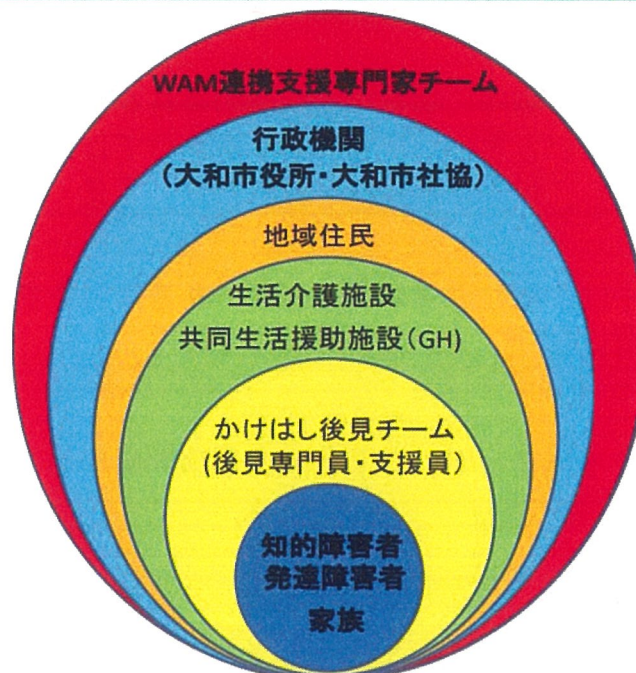 WAM連携支援専門家チーム
行政機関
（大和市役所・大和市社協）
地域住民
生活介護施設
共同生活援助施設（GH)
かけはし後見チーム
(後見専門員・支援員）
知的障害者
発達障害者
家族